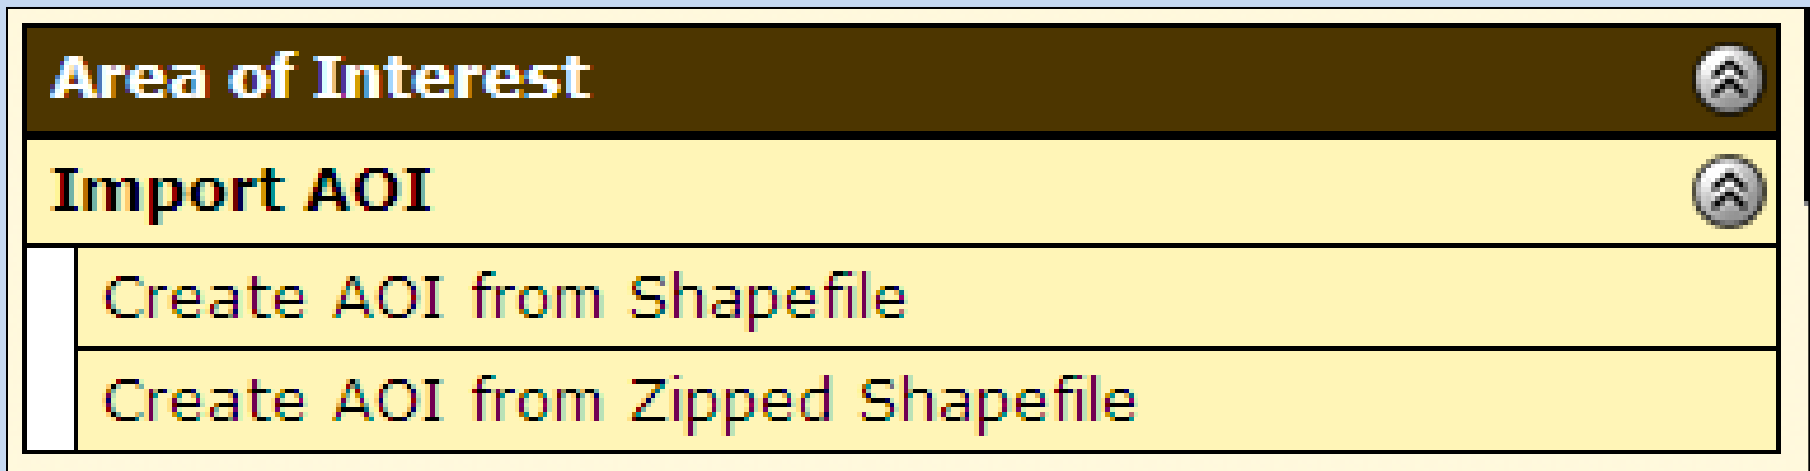 Area of Interest
Import AOI
Create AOI from Shapefile
Create AOI from Zipped Shapefile